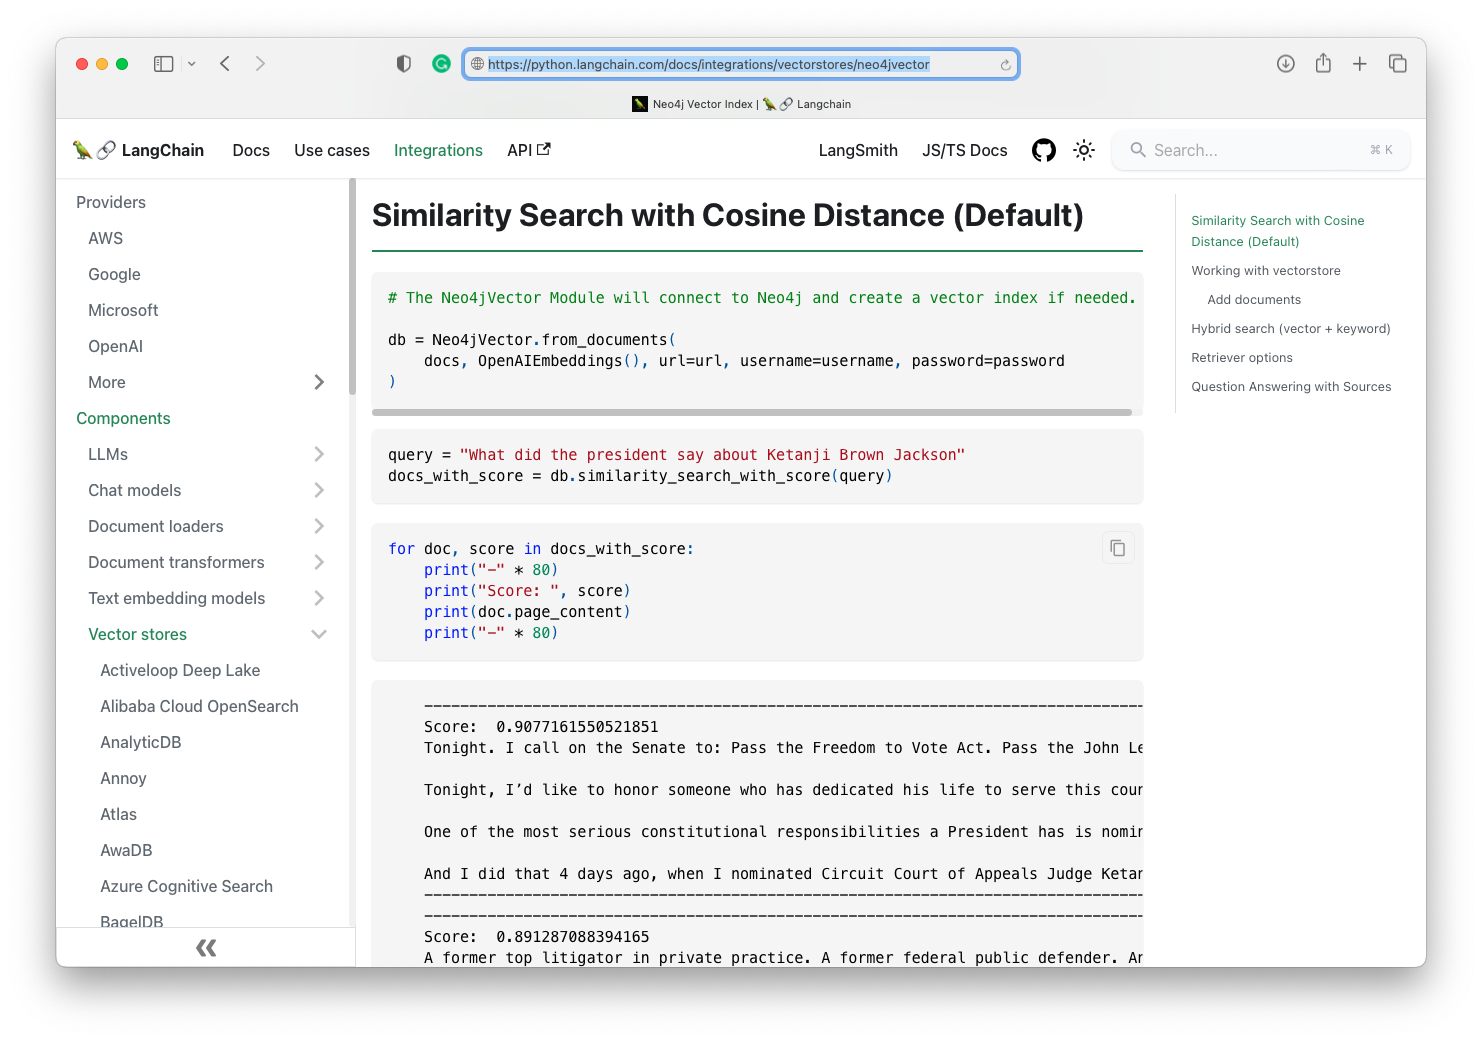 https://python.langchain.com/docs/integrations/vectorstores/neo4jvector
Neo4j Vector Index | 🦜🔗 Langchain
LangChain Docs Use cases Integrations API LangSmith JS/TS Docs Search... ⌘ K
Providers
AWS
Google
Microsoft
OpenAI
More
Components
LLMs
Chat models
Document loaders
Document transformers
Text embedding models
Vector stores
Activeloop Deep Lake
Alibaba Cloud OpenSearch
AnalyticDB
Annoy
Atlas
AwaDB
Azure Cognitive Search
BagelDB
Similarity Search with Cosine Distance (Default)
# The Neo4jVector Module will connect to Neo4j and create a vector index if needed.
db = Neo4jVector.from_documents(
    docs, OpenAIEmbeddings(), url=url, username=username, password=password
)
query = "What did the president say about Ketanji Brown Jackson"
docs_with_score = db.similarity_search_with_score(query)
for doc, score in docs_with_score:
    print("-" * 80)
    print("Score: ", score)
    print(doc.page_content)
    print("-" * 80)
--------------------------------------------------------------------------------
Score:  0.9077161550521851
Tonight. I call on the Senate to: Pass the Freedom to Vote Act. Pass the John Le
Tonight, I’d like to honor someone who has dedicated his life to serve this cour
One of the most serious constitutional responsibilities a President has is nomin
And I did that 4 days ago, when I nominated Circuit Court of Appeals Judge Ketan
--------------------------------------------------------------------------------
--------------------------------------------------------------------------------
Score:  0.891287088394165
A former top litigator in private practice. A former federal public defender. An
Similarity Search with Cosine
Distance (Default)
Working with vectorstore
Add documents
Hybrid search (vector + keyword)
Retriever options
Question Answering with Sources